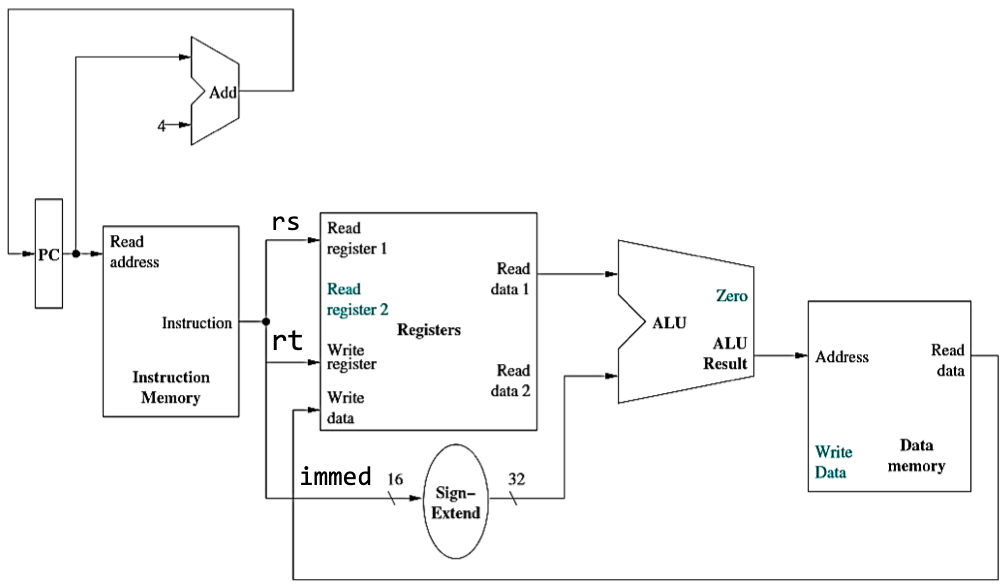 Add
4
PC
Read
address
Instruction
Instruction
Memory
rs
rt
immed
16
Read
register 1
Read
register 2
Registers
Write
register
Write
data
Read
data 1
Read
data 2
Sign–
Extend
32
Zero
ALU
ALU
Result
Address
Read
data
Write
Data
Data
memory